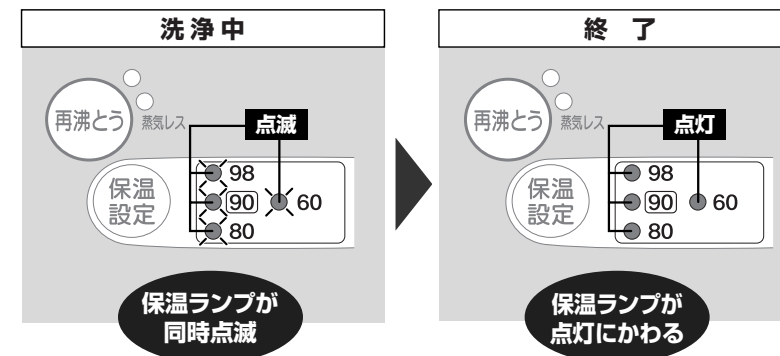 洗浄中
再沸とう
蒸気レス
点滅
保温
設定
98
90
60
80
保温ランプが
同時点滅
終 了
再沸とう
蒸気レス
点灯
保温
設定
98
90
60
80
保温ランプが
点灯にかわる